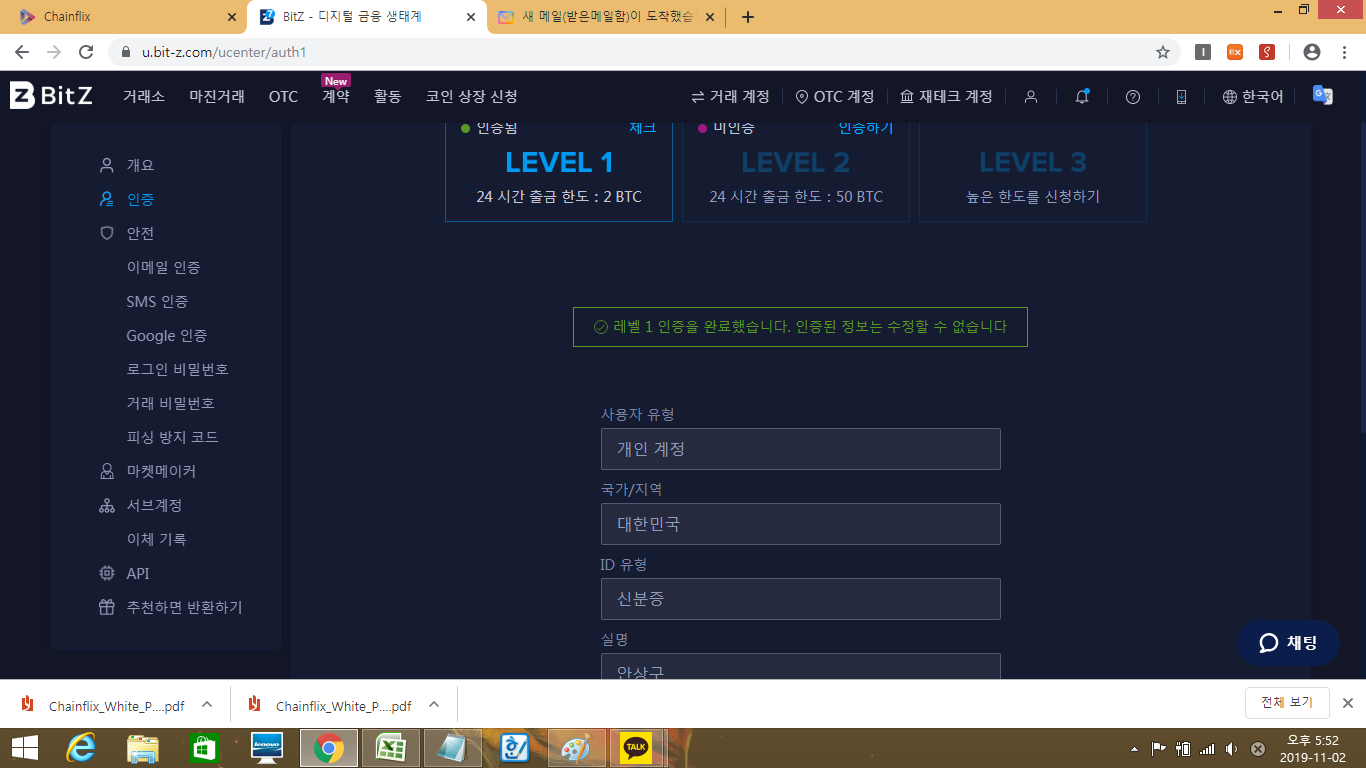 Chainflix
BitZ - 디지털 금융 생태계
새 메일(받은메일함)이 도착했습
u.bit-z.com/ucenter/auth1
BitZ
거래소
마진거래
OTC
New
계약
활동
코인 상장 신청
거래 계정
OTC 계정
재테크 계정
한국어
개요
인증
안전
이메일 인증
SMS 인증
Google 인증
로그인 비밀번호
거래 비밀번호
피싱 방지 코드
마켓메이커
서브계정
이체 기록
API
추천하면 반환하기
인증됨 체크
LEVEL 1
24 시간 출금 한도 : 2 BTC
미인증 인증하기
LEVEL 2
24 시간 출금 한도 : 50 BTC
LEVEL 3
높은 한도를 신청하기
레벨 1 인증을 완료했습니다. 인증된 정보는 수정할 수 없습니다
사용자 유형
개인 계정
국가/지역
대한민국
ID 유형
신분증
실명
안상구
채팅
Chainflix_White_P....pdf
Chainflix_White_P....pdf
전체 보기
lenovo
TALK
오후 5:52
2019-11-02